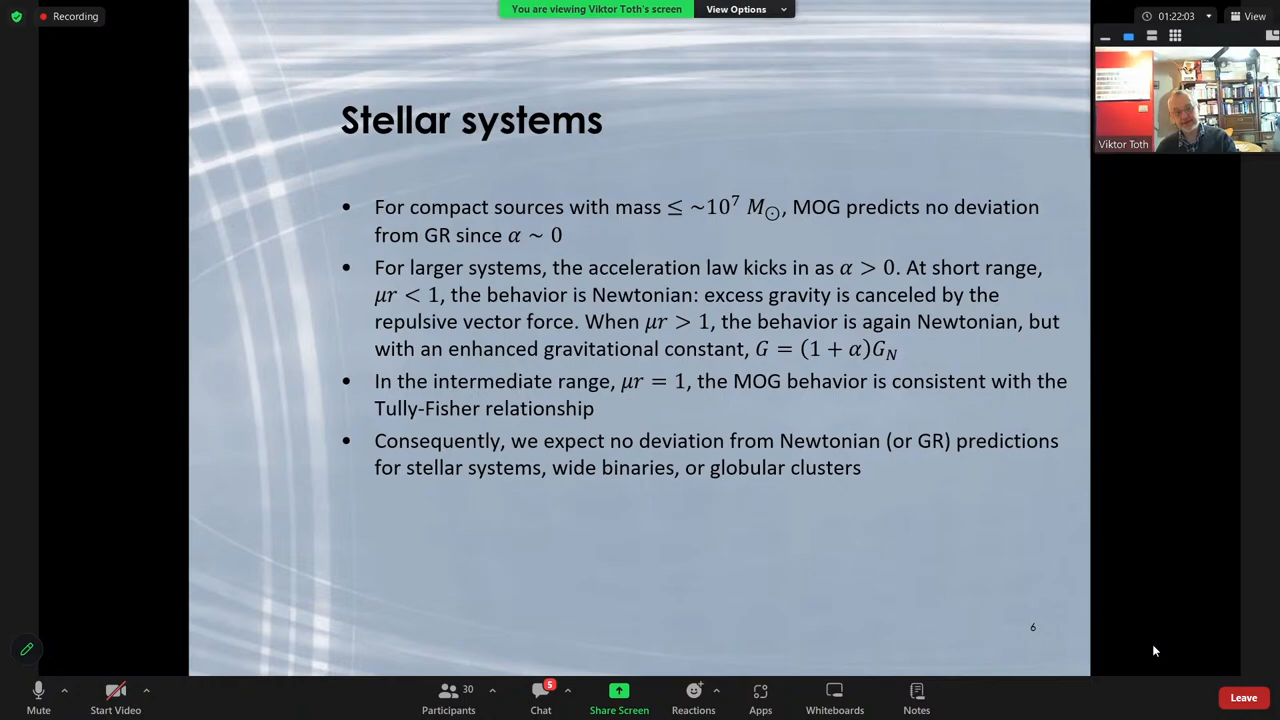 Recording
You are viewing Viktor Toth's screen
View Options
01:22:03
View
Viktor Toth
Stellar systems
• For compact sources with mass ≤ ~10⁷ M⊙, MOG predicts no deviation
from GR since α ~ 0
• For larger systems, the acceleration law kicks in as α > 0. At short range,
μr < 1, the behavior is Newtonian: excess gravity is canceled by the
repulsive vector force. When μr > 1, the behavior is again Newtonian, but
with an enhanced gravitational constant, G = (1 + α)G_N
• In the intermediate range, μr = 1, the MOG behavior is consistent with the
Tully-Fisher relationship
• Consequently, we expect no deviation from Newtonian (or GR) predictions
for stellar systems, wide binaries, or globular clusters
6
30
5
Mute
Start Video
Participants
Chat
Share Screen
Reactions
Apps
Whiteboards
Notes
Leave